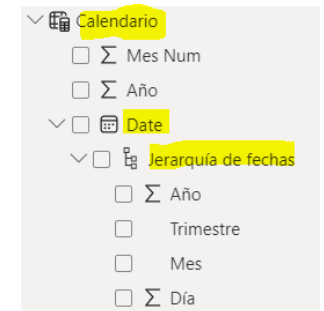 Calendario
Mes Num
Año
Date
Jerarquía de fechas
Año
Trimestre
Mes
Día